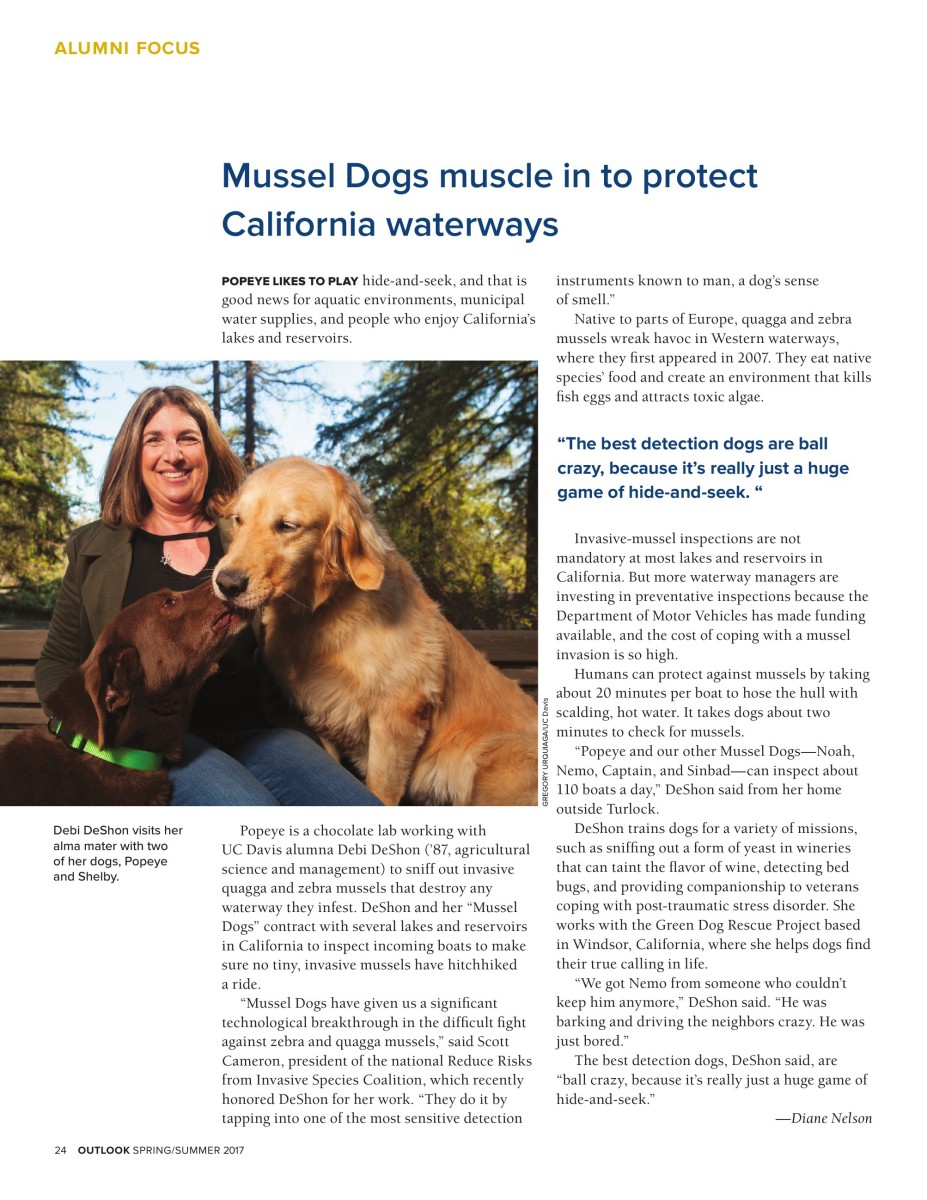 ALUMNI FOCUS
Mussel Dogs muscle in to protect
California waterways
POPEYE LIKES TO PLAY hide-and-seek, and that is
good news for aquatic environments, municipal
water supplies, and people who enjoy California’s
lakes and reservoirs.
GREGORY URQUIAGA/UC Davis
Debi DeShon visits her
alma mater with two
of her dogs, Popeye
and Shelby.
Popeye is a chocolate lab working with
UC Davis alumna Debi DeShon (’87, agricultural
science and management) to sniff out invasive
quagga and zebra mussels that destroy any
waterway they infest. DeShon and her “Mussel
Dogs” contract with several lakes and reservoirs
in California to inspect incoming boats to make
sure no tiny, invasive mussels have hitchhiked
a ride.
“Mussel Dogs have given us a significant
technological breakthrough in the difficult fight
against zebra and quagga mussels,” said Scott
Cameron, president of the national Reduce Risks
from Invasive Species Coalition, which recently
honored DeShon for her work. “They do it by
tapping into one of the most sensitive detection
instruments known to man, a dog’s sense
of smell.”
Native to parts of Europe, quagga and zebra
mussels wreak havoc in Western waterways,
where they first appeared in 2007. They eat native
species’ food and create an environment that kills
fish eggs and attracts toxic algae.
“The best detection dogs are ball
crazy, because it’s really just a huge
game of hide-and-seek. “
Invasive-mussel inspections are not
mandatory at most lakes and reservoirs in
California. But more waterway managers are
investing in preventative inspections because the
Department of Motor Vehicles has made funding
available, and the cost of coping with a mussel
invasion is so high.
Humans can protect against mussels by taking
about 20 minutes per boat to hose the hull with
scalding, hot water. It takes dogs about two
minutes to check for mussels.
“Popeye and our other Mussel Dogs—Noah,
Nemo, Captain, and Sinbad—can inspect about
110 boats a day,” DeShon said from her home
outside Turlock.
DeShon trains dogs for a variety of missions,
such as sniffing out a form of yeast in wineries
that can taint the flavor of wine, detecting bed
bugs, and providing companionship to veterans
coping with post-traumatic stress disorder. She
works with the Green Dog Rescue Project based
in Windsor, California, where she helps dogs find
their true calling in life.
“We got Nemo from someone who couldn’t
keep him anymore,” DeShon said. “He was
barking and driving the neighbors crazy. He was
just bored.”
The best detection dogs, DeShon said, are
“ball crazy, because it’s really just a huge game of
hide-and-seek.”
—Diane Nelson
24 OUTLOOK SPRING/SUMMER 2017